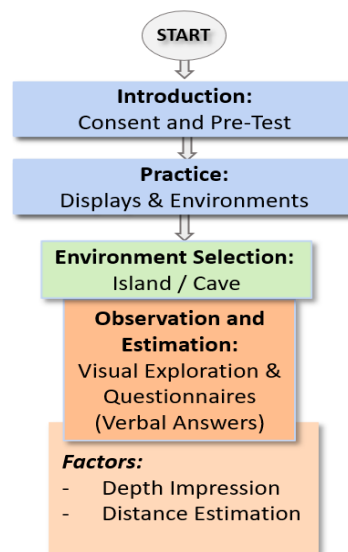 START
Introduction:
Consent and Pre-Test
Practice:
Displays & Environments
Environment Selection:
Island / Cave
Observation and
Estimation:
Visual Exploration &
Questionnaires
(Verbal Answers)
Factors:
- Depth Impression
- Distance Estimation